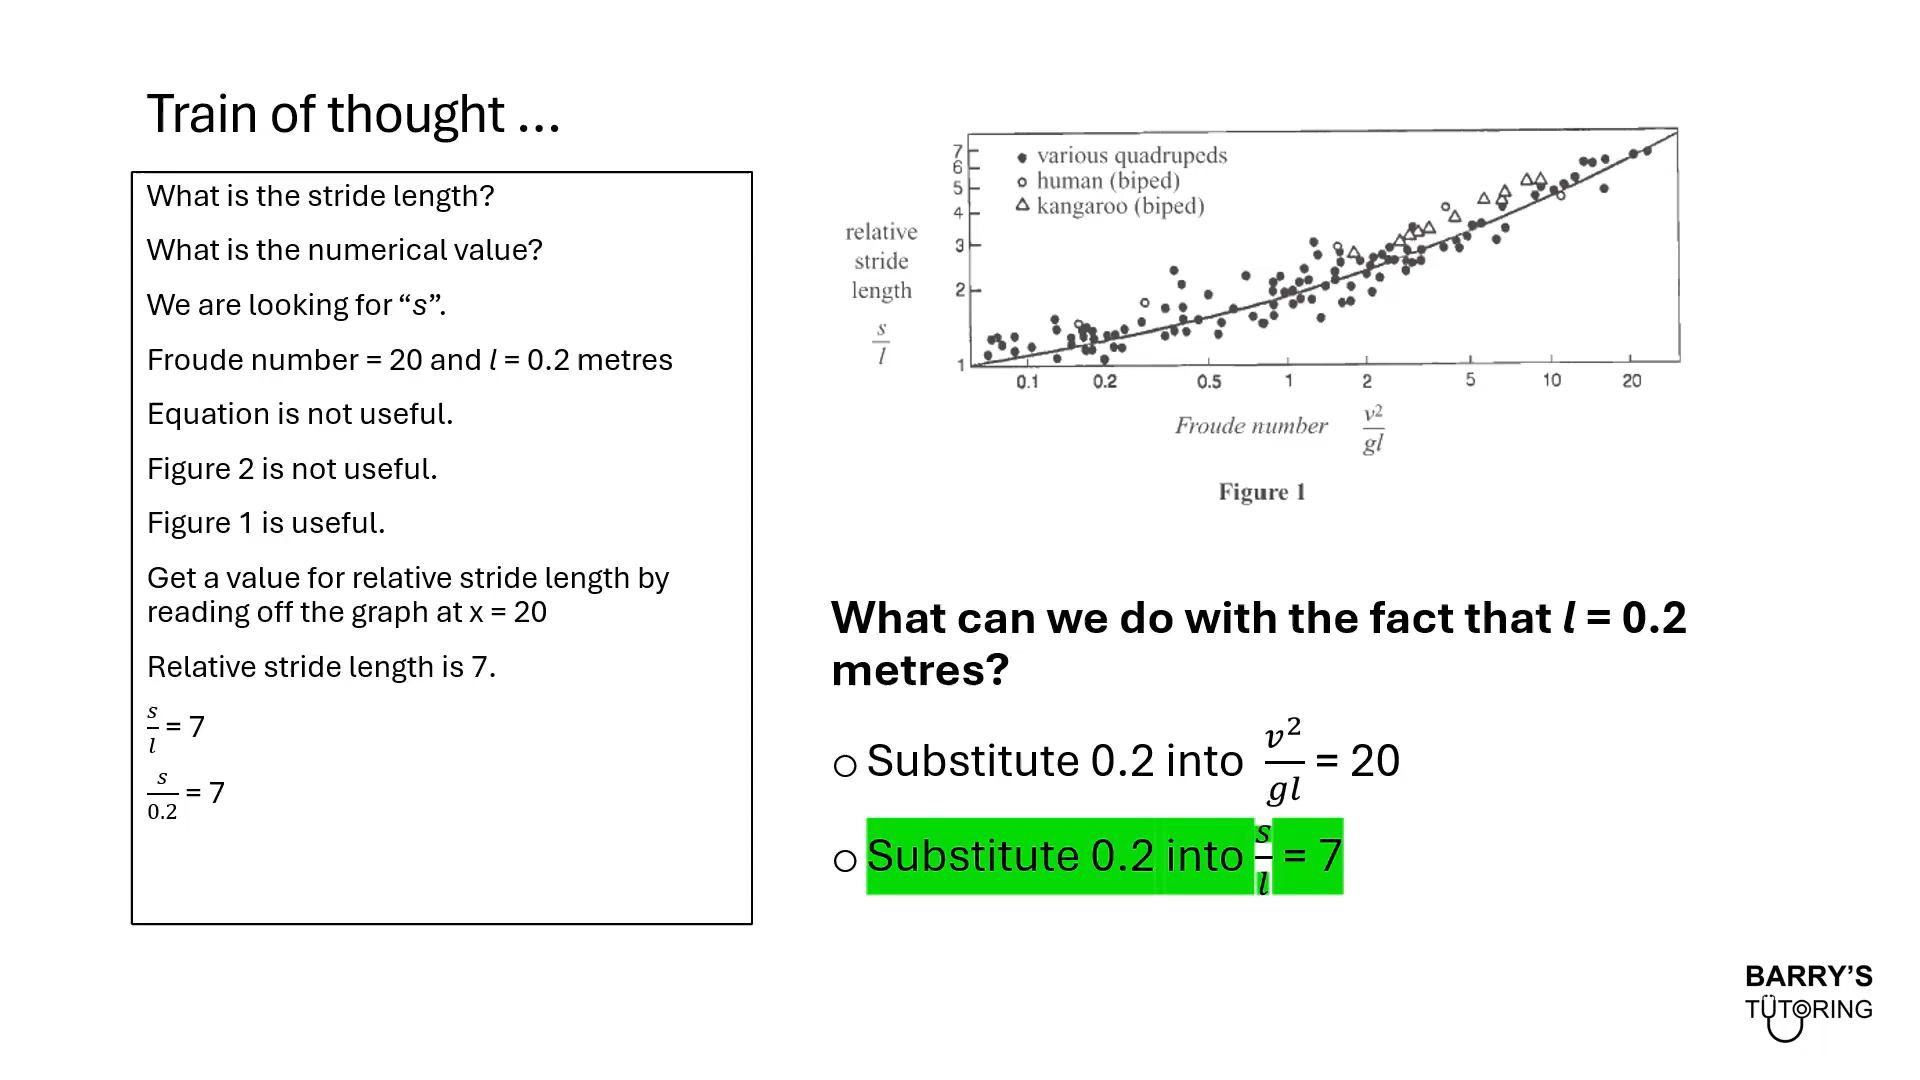 Train of thought ...
What is the stride length?
What is the numerical value?
We are looking for “s”.
Froude number = 20 and l = 0.2 metres
Equation is not useful.
Figure 2 is not useful.
Figure 1 is useful.
Get a value for relative stride length by
reading off the graph at x = 20
Relative stride length is 7.
s/l = 7
s/0.2 = 7
various quadrupeds
human (biped)
kangaroo (biped)
relative
stride
length
s/l
7
6
5
4
3
2
1
0.1 0.2 0.5 1 2 5 10 20
Froude number v²/gl
Figure 1
What can we do with the fact that l = 0.2
metres?
Substitute 0.2 into v²/gl = 20
Substitute 0.2 into s/l = 7
BARRY’S
TÜTORING